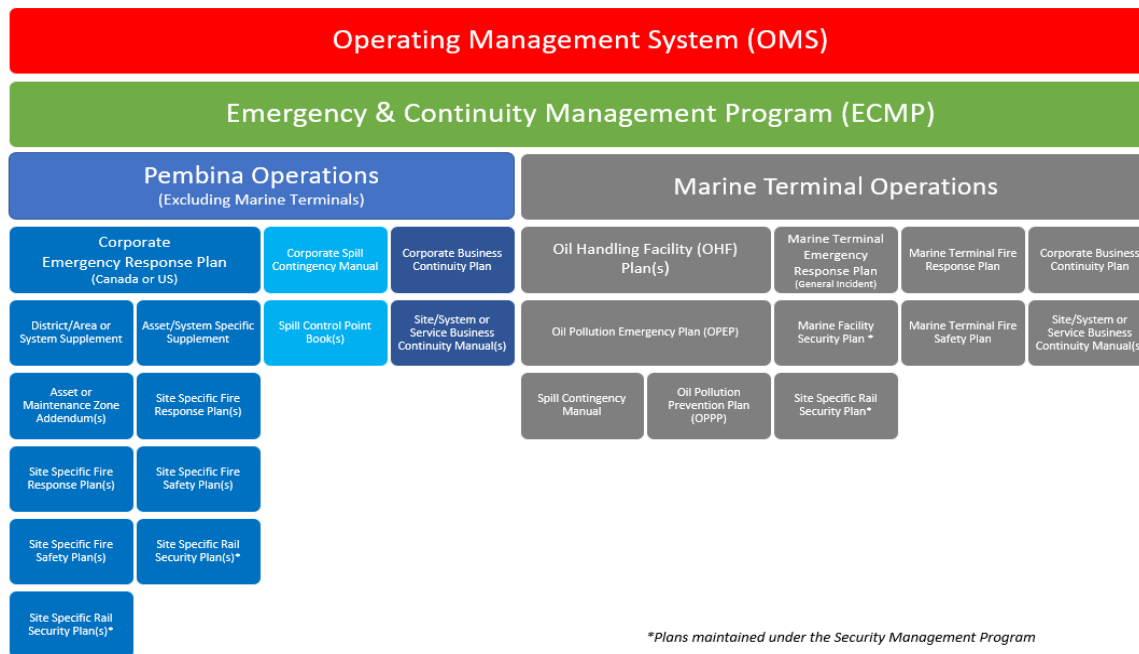 Operating Management System (OMS)
Emergency & Continuity Management Program (ECMP)
Pembina Operations
(Excluding Marine Terminals)
Marine Terminal Operations
Corporate
Emergency Response Plan
(Canada or US)
Corporate Spill
Contingency Manual
Corporate Business
Continuity Plan
Oil Handling Facility (OHF)
Plan(s)
Marine Terminal
Emergency
Response Plan
(General Incident)
Marine Terminal Fire
Response Plan
Corporate Business
Continuity Plan
District/Area or
System Supplement
Asset/System Specific
Supplement
Spill Control Point
Book(s)
Site/System or
Service Business
Continuity Manual(s)
Oil Pollution Emergency Plan (OPEP)
Marine Facility
Security Plan *
Marine Terminal Fire
Safety Plan
Site/System or
Service Business
Continuity Manual(s
Asset or
Maintenance Zone
Addendum(s)
Site Specific Fire
Response Plan(s)
Spill Contingency
Manual
Oil Pollution
Prevention Plan
(OPPP)
Site Specific Rail
Security Plan*
Site Specific Fire
Response Plan(s)
Site Specific Fire
Safety Plan(s)
Site Specific Fire
Safety Plan(s)
Site Specific Rail
Security Plan(s)*
Site Specific Rail
Security Plan(s)*
*Plans maintained under the Security Management Program